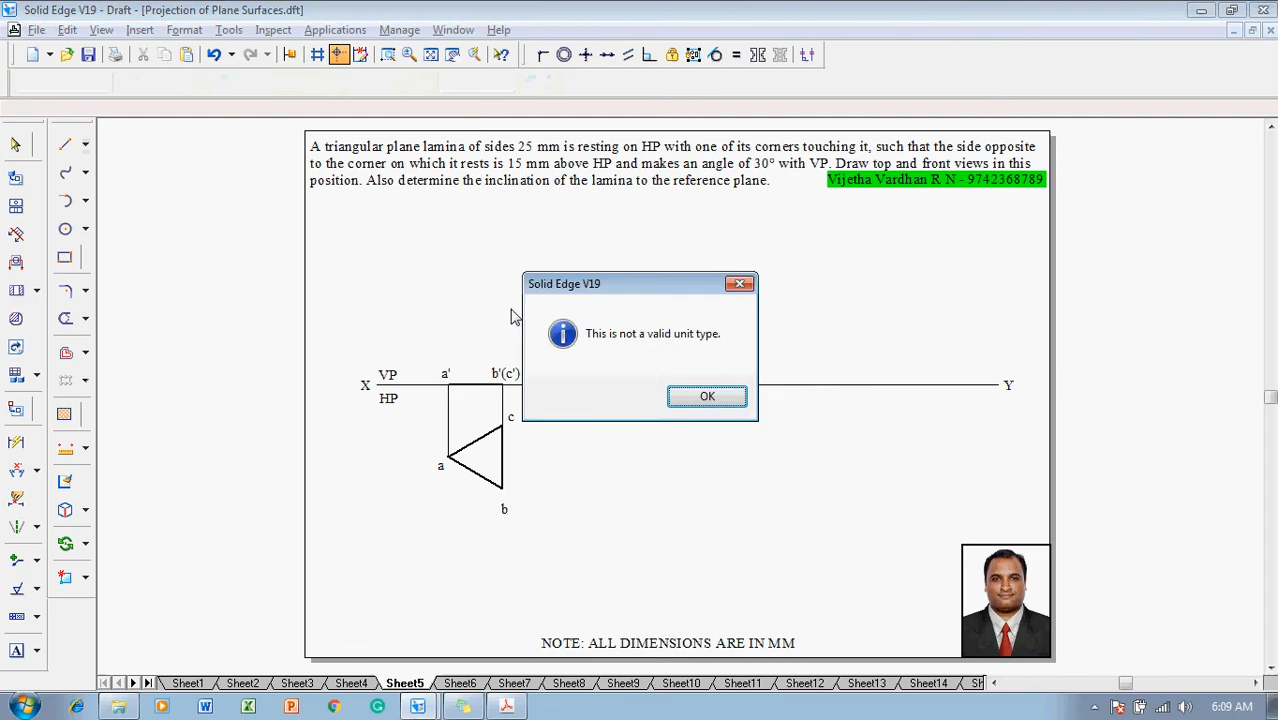 Solid Edge V19 - Draft - [Projection of Plane Surfaces.dft]
File Edit View Insert Format Tools Inspect Applications Manage Window Help
A triangular plane lamina of sides 25 mm is resting on HP with one of its corners touching it, such that the side opposite
to the corner on which it rests is 15 mm above HP and makes an angle of 30° with VP. Draw top and front views in this
position. Also determine the inclination of the lamina to the reference plane.
Vijetha Vardhan R N - 9742368789
Solid Edge V19
This is not a valid unit type.
OK
X VP a' b'(c') Y
HP
c
a
b
NOTE: ALL DIMENSIONS ARE IN MM
Sheet1 Sheet2 Sheet3 Sheet4 Sheet5 Sheet6 Sheet7 Sheet8 Sheet9 Sheet10 Sheet11 Sheet12 Sheet13 Sheet14 Sł
6:09 AM